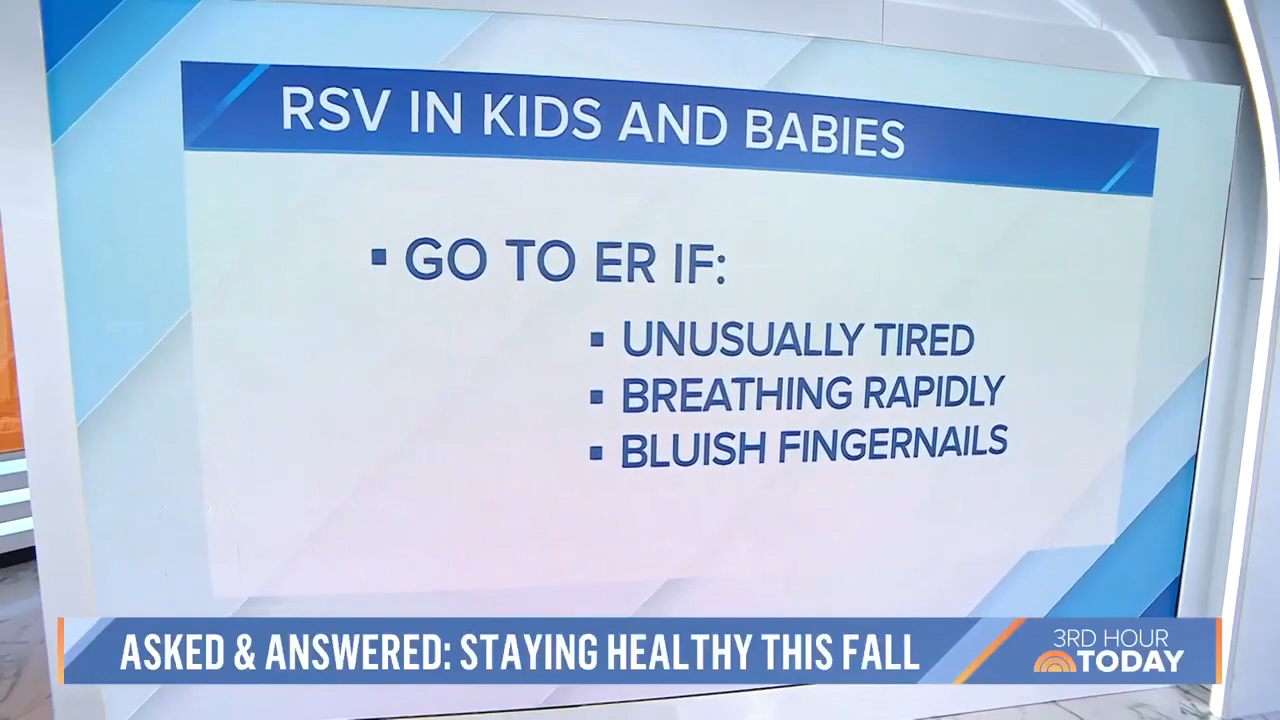 RSV IN KIDS AND BABIES
▪ GO TO ER IF:
▪ UNUSUALLY TIRED
▪ BREATHING RAPIDLY
▪ BLUISH FINGERNAILS
ASKED & ANSWERED: STAYING HEALTHY THIS FALL
3RD HOUR
TODAY